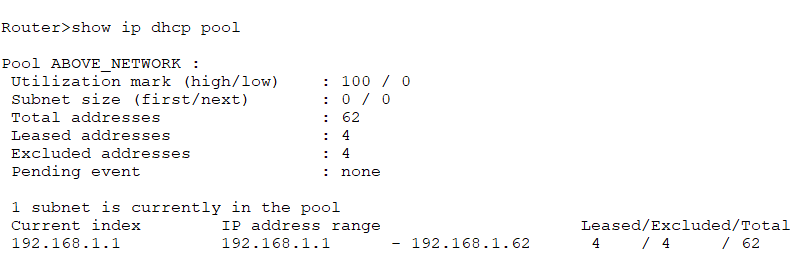 Router>show ip dhcp pool
Pool ABOVE_NETWORK :
Utilization mark (high/low) : 100 / 0
Subnet size (first/next) : 0 / 0
Total addresses : 62
Leased addresses : 4
Excluded addresses : 4
Pending event : none
1 subnet is currently in the pool
Current index IP address range Leased/Excluded/Total
192.168.1.1 192.168.1.1 - 192.168.1.62 4 / 4 / 62